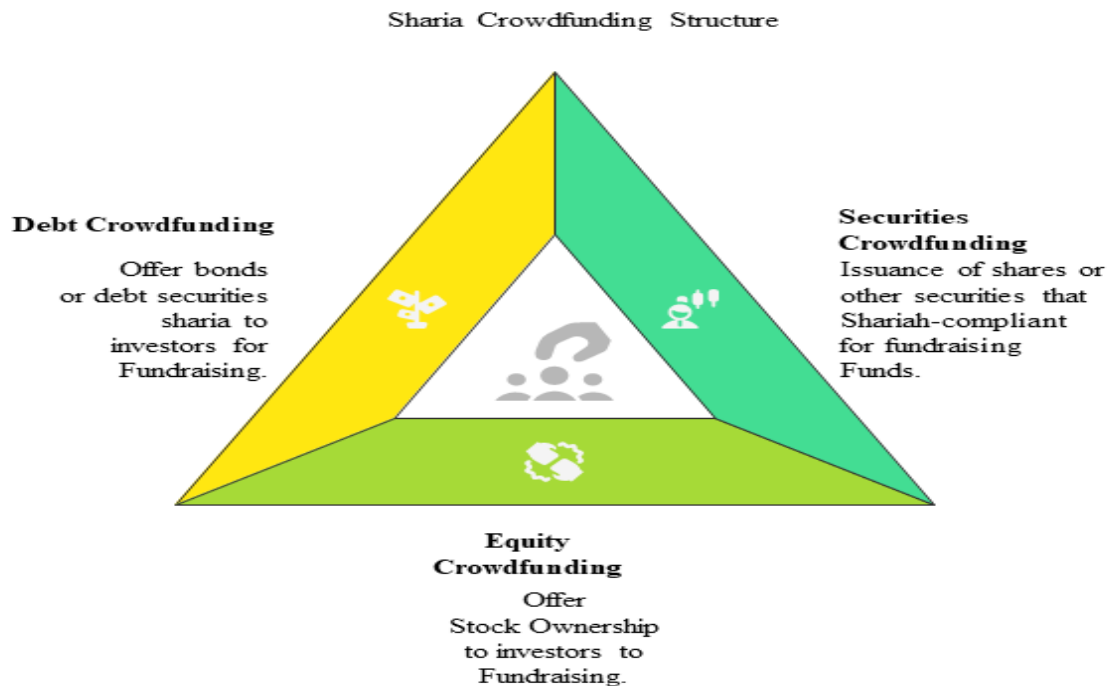 Sharia Crowdfunding Structure
Debt Crowdfunding
Offer bonds
or debt securities
sharia to
investors for
Fundraising.
Securities
Crowdfunding
Issuance of shares or
other securities that
Shariah-compliant
for fundraising
Funds.
Equity
Crowdfunding
Offer
Stock Ownership
to investors to
Fundraising.